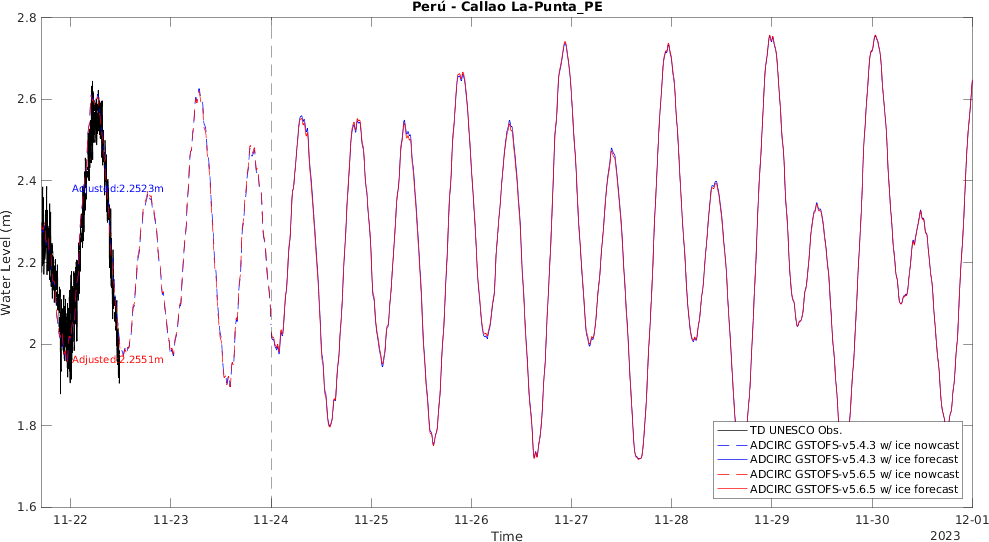 Perú - Callao La-Punta_PE
2.8
2.6
2.4
2.2
2
1.8
1.6
Water Level (m)
Adjusted:2.2523m
Adjusted:2.2551m
TD UNESCO Obs.
ADCIRC GSTOFS-v5.4.3 w/ ice nowcast
ADCIRC GSTOFS-v5.4.3 w/ ice forecast
ADCIRC GSTOFS-v5.6.5 w/ ice nowcast
ADCIRC GSTOFS-v5.6.5 w/ ice forecast
11-22 11-23 11-24 11-25 11-26 11-27 11-28 11-29 11-30 12-01
Time
2023